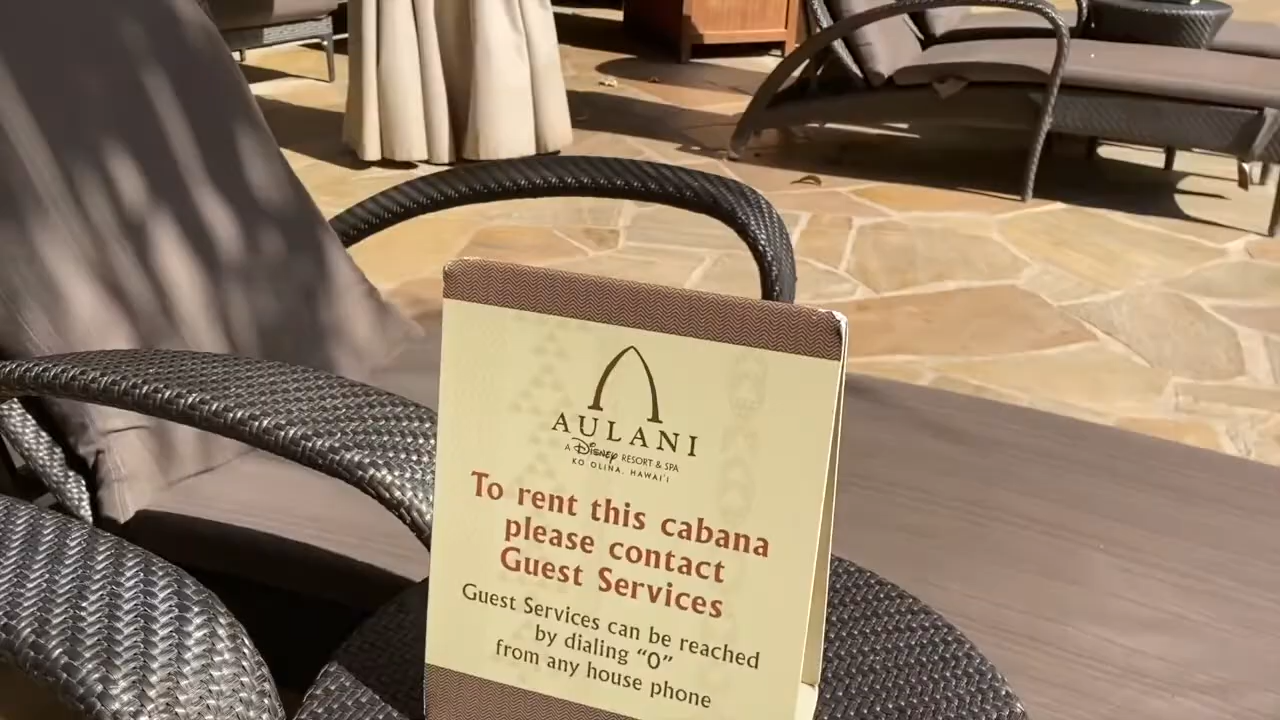 AULANI
A Disney RESORT & SPA
KO OLINA, HAWAI'I
To rent this cabana
please contact
Guest Services
Guest Services can be reached
by dialing “0”
from any house phone